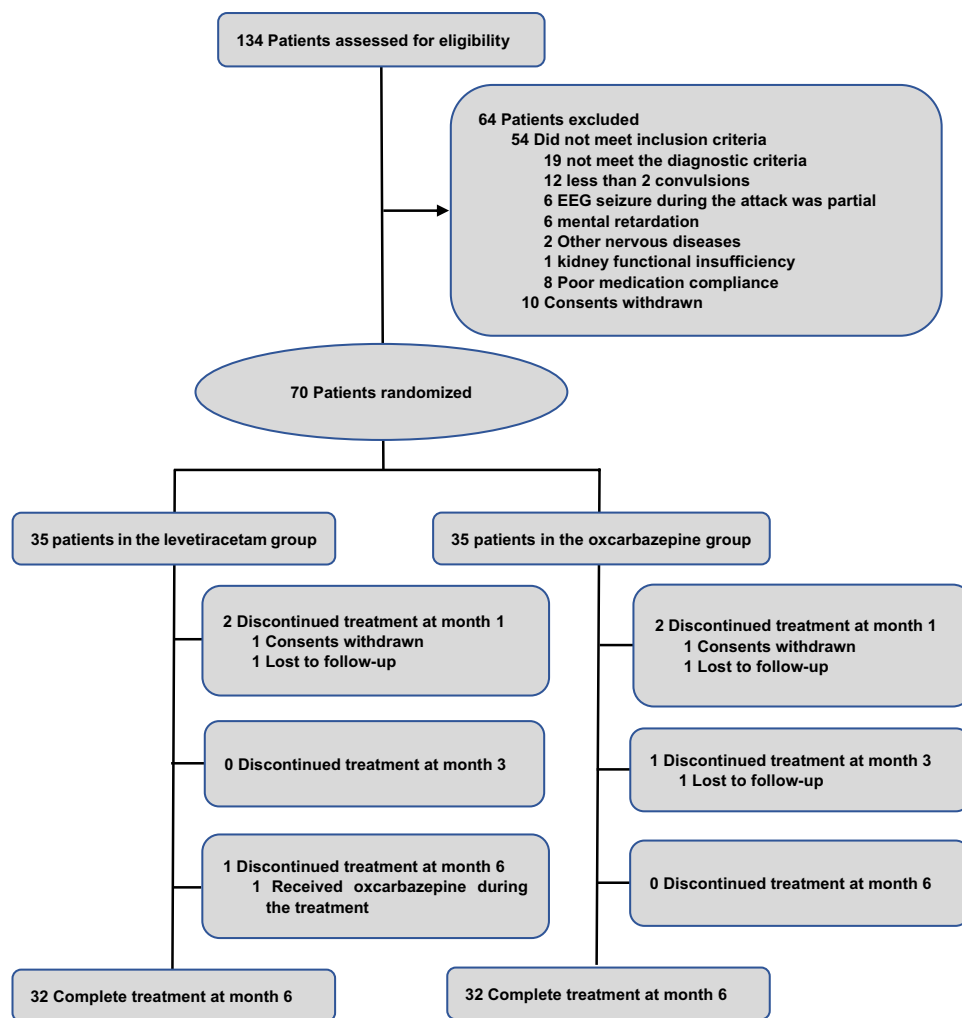 134 Patients assessed for eligibility
64 Patients excluded
54 Did not meet inclusion criteria
19 not meet the diagnostic criteria
12 less than 2 convulsions
6 EEG seizure during the attack was partial
6 mental retardation
2 Other nervous diseases
1 kidney functional insufficiency
8 Poor medication compliance
10 Consents withdrawn
70 Patients randomized
35 patients in the levetiracetam group
35 patients in the oxcarbazepine group
2 Discontinued treatment at month 1
1 Consents withdrawn
1 Lost to follow-up
2 Discontinued treatment at month 1
1 Consents withdrawn
1 Lost to follow-up
0 Discontinued treatment at month 3
1 Discontinued treatment at month 3
1 Lost to follow-up
1 Discontinued treatment at month 6
1 Received oxcarbazepine during
the treatment
0 Discontinued treatment at month 6
32 Complete treatment at month 6
32 Complete treatment at month 6